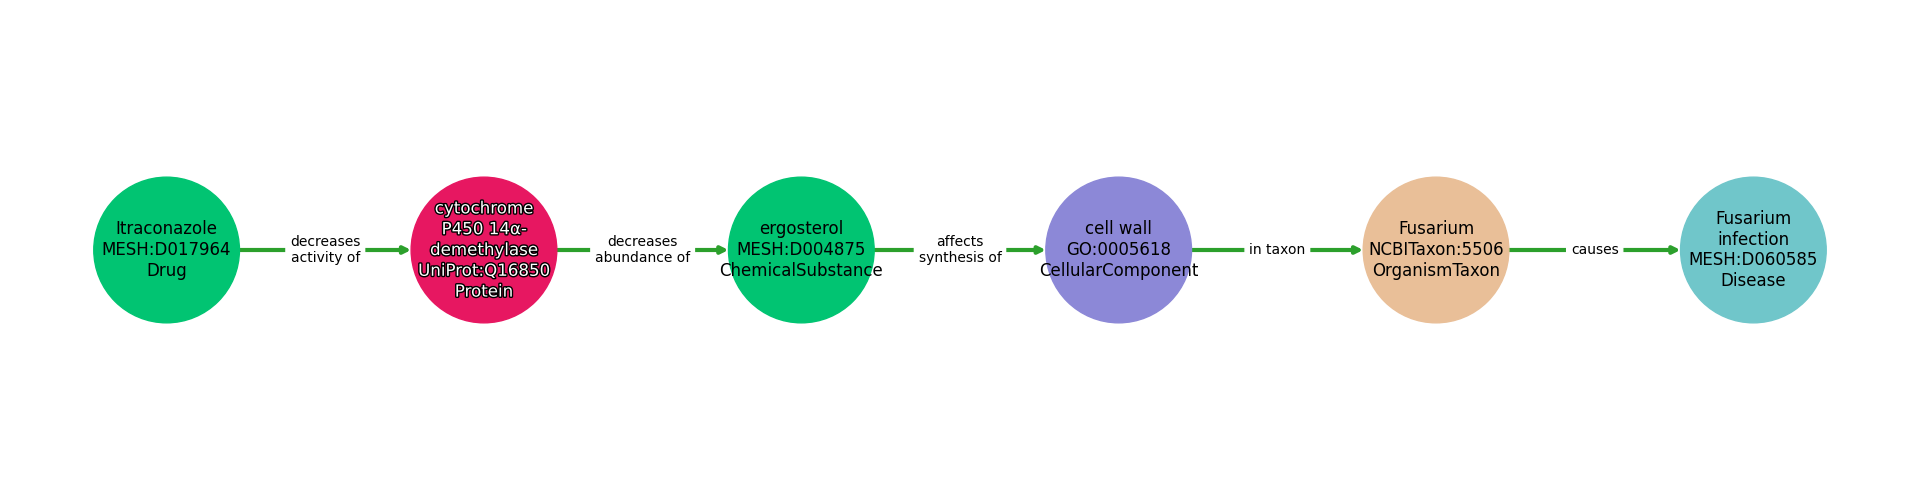 Itraconazole
MESH:D017964
Drug
decreases
activity of
cytochrome
P450 14α-
demethylase
UniProt:Q16850
Protein
decreases
abundance of
ergosterol
MESH:D004875
ChemicalSubstance
affects
synthesis of
cell wall
GO:0005618
CellularComponent
in taxon
Fusarium
NCBITaxon:5506
OrganismTaxon
causes
Fusarium
infection
MESH:D060585
Disease